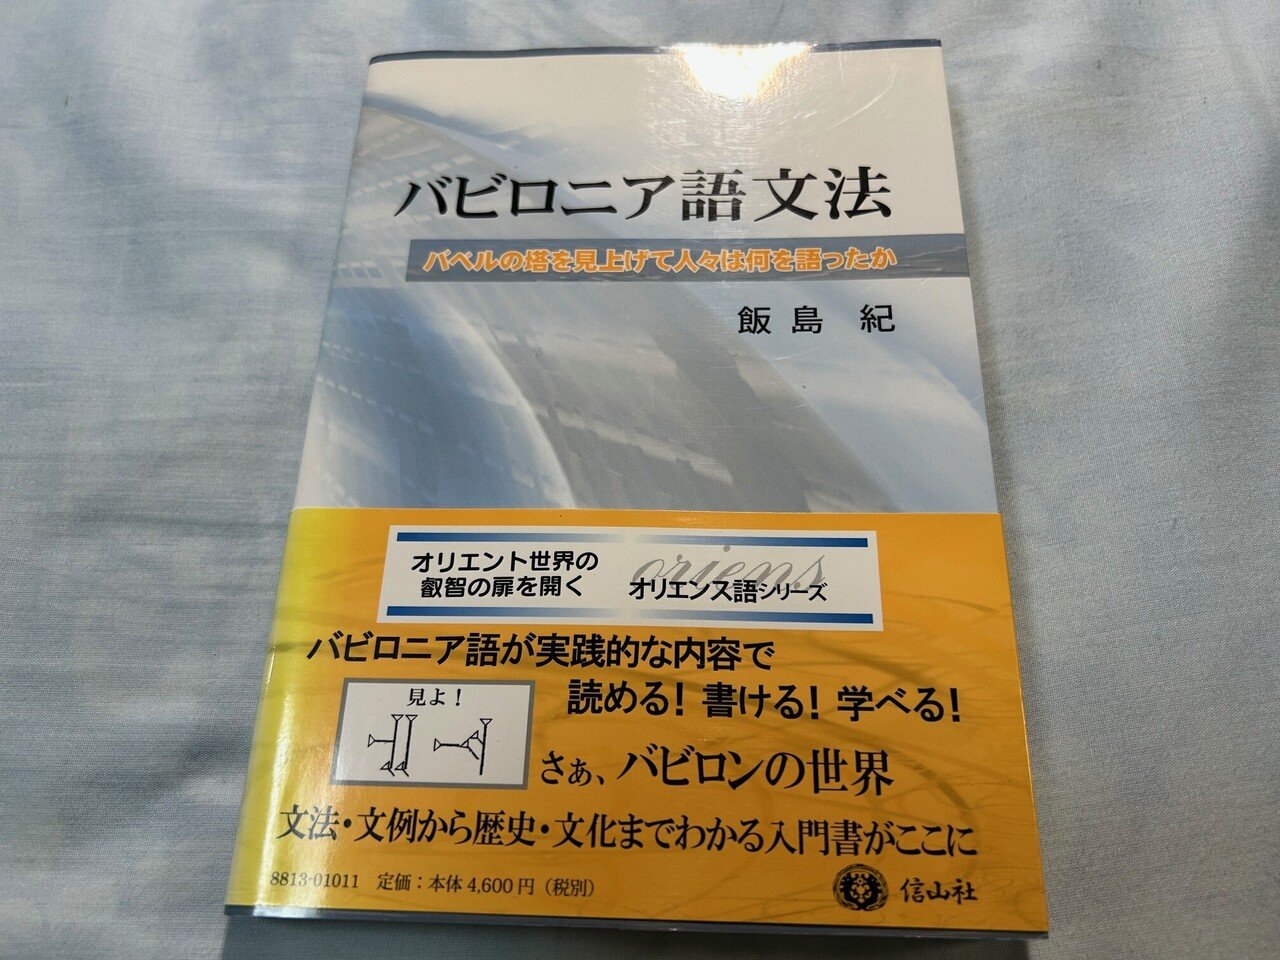 バビロニア語文法
バベルの塔を見上げて人々は何を語ったか
飯島 紀
オリエント世界の
叡智の扉を開く
oriens
オリエンス語シリーズ
バビロニア語が実践的な内容で
読める！書ける！学べる！
見よ！
さぁ、バビロンの世界
文法・文例から歴史・文化までわかる入門書がここに
8813-01011 定価：本体4,600円（税別）
信山社